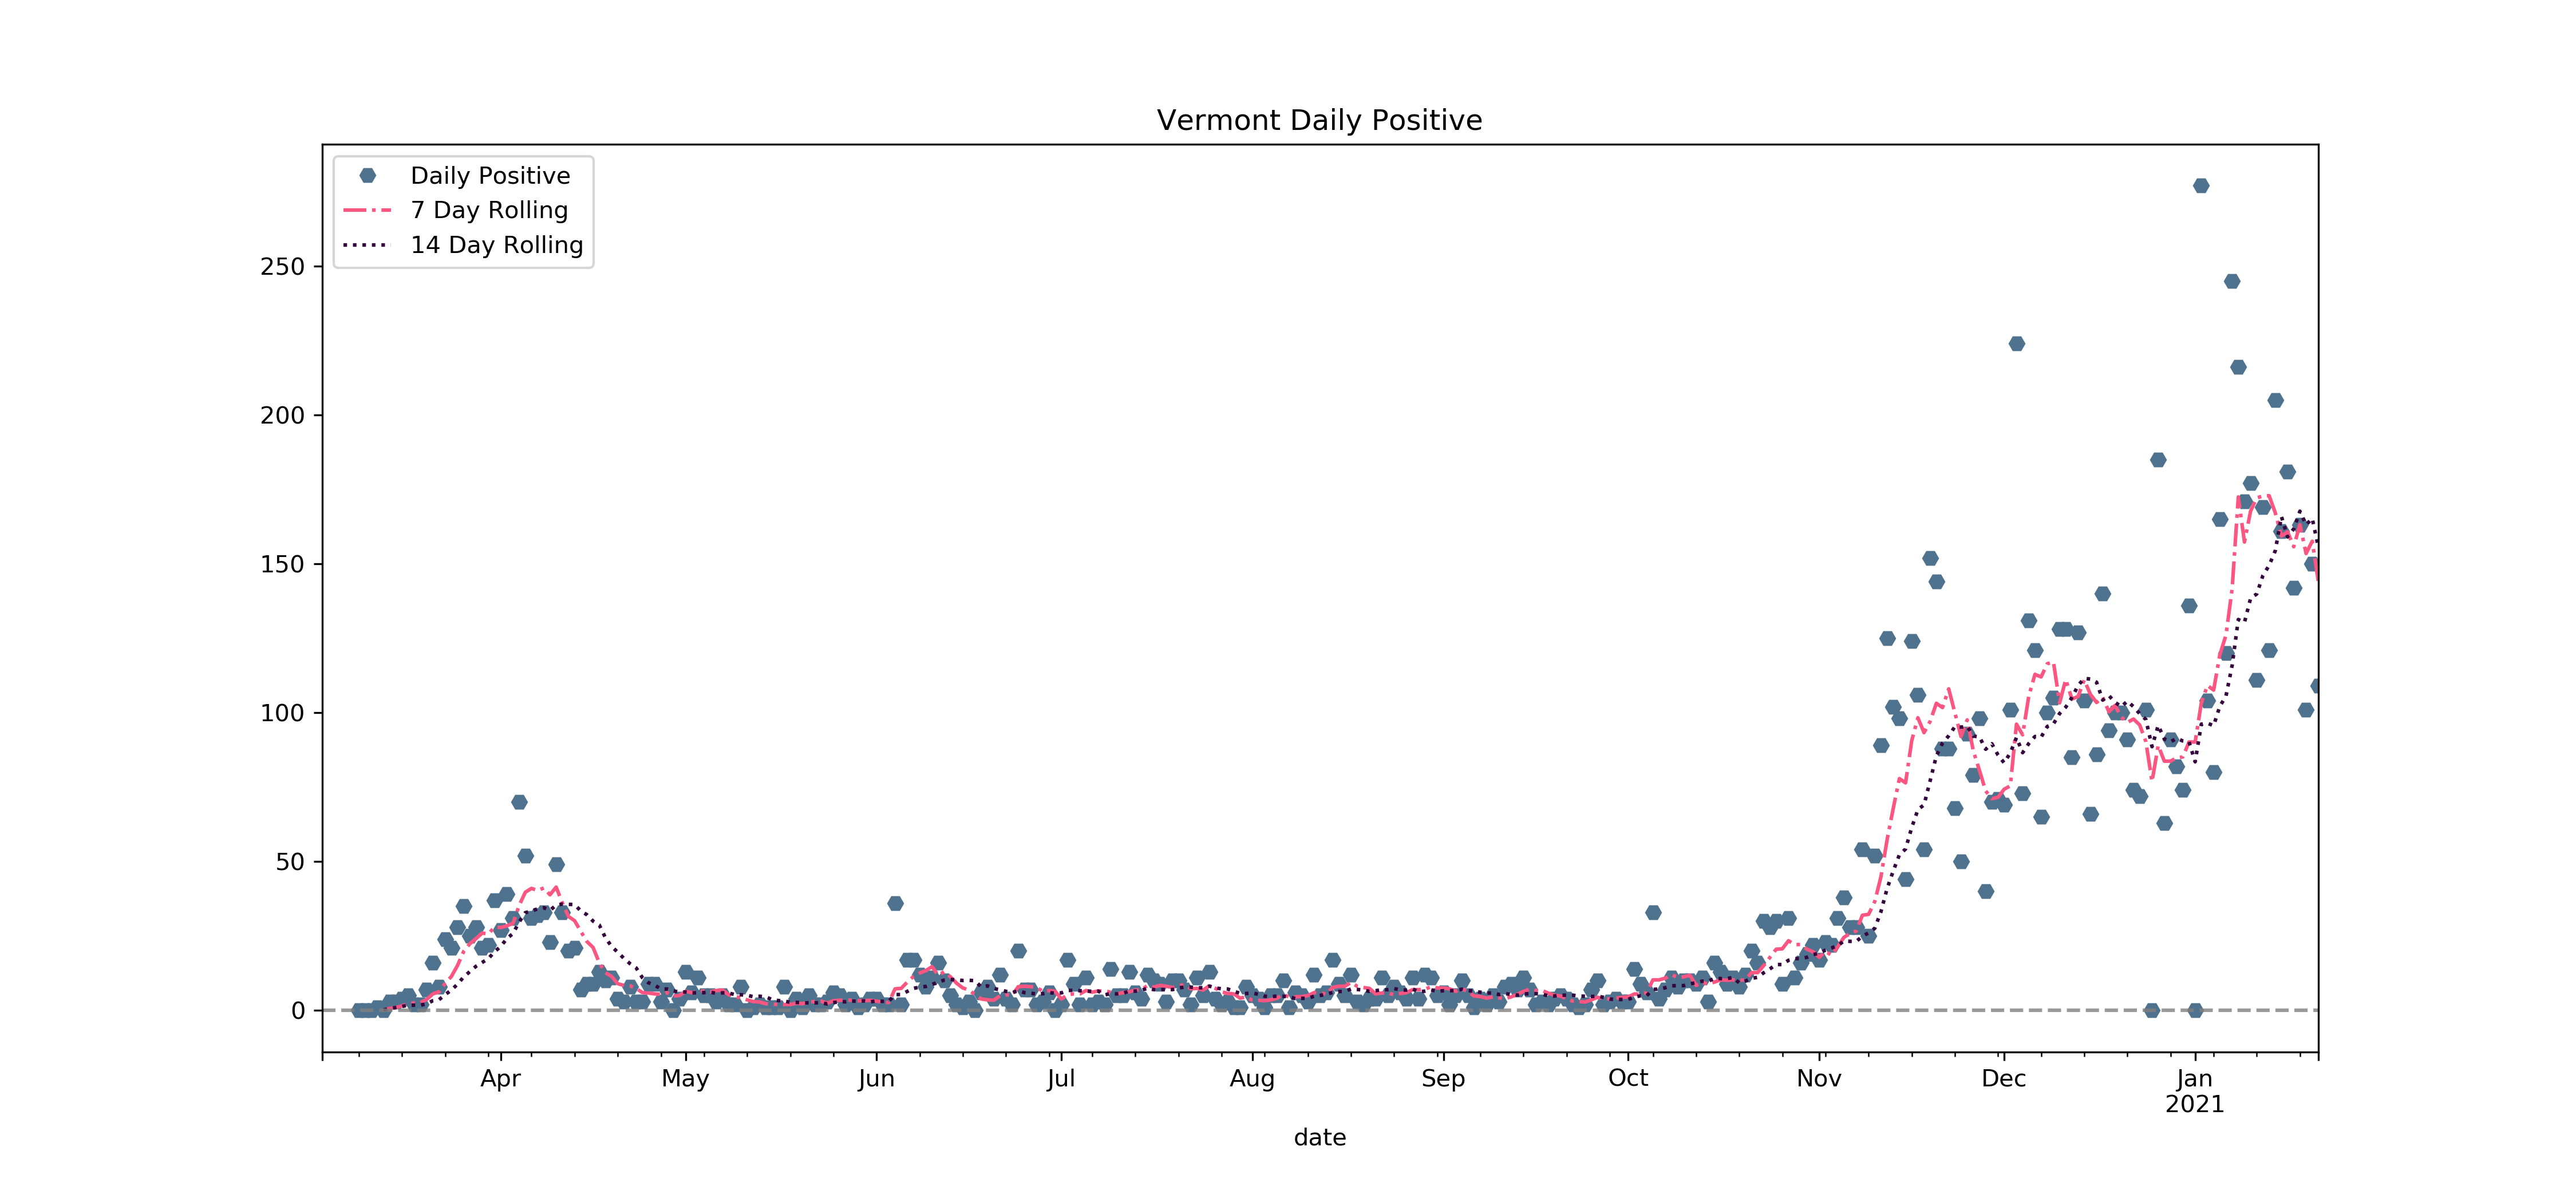 Vermont Daily Positive
Daily Positive
7 Day Rolling
14 Day Rolling
250
200
150
100
50
0
Apr May Jun Jul Aug Sep Oct Nov Dec Jan
2021
date